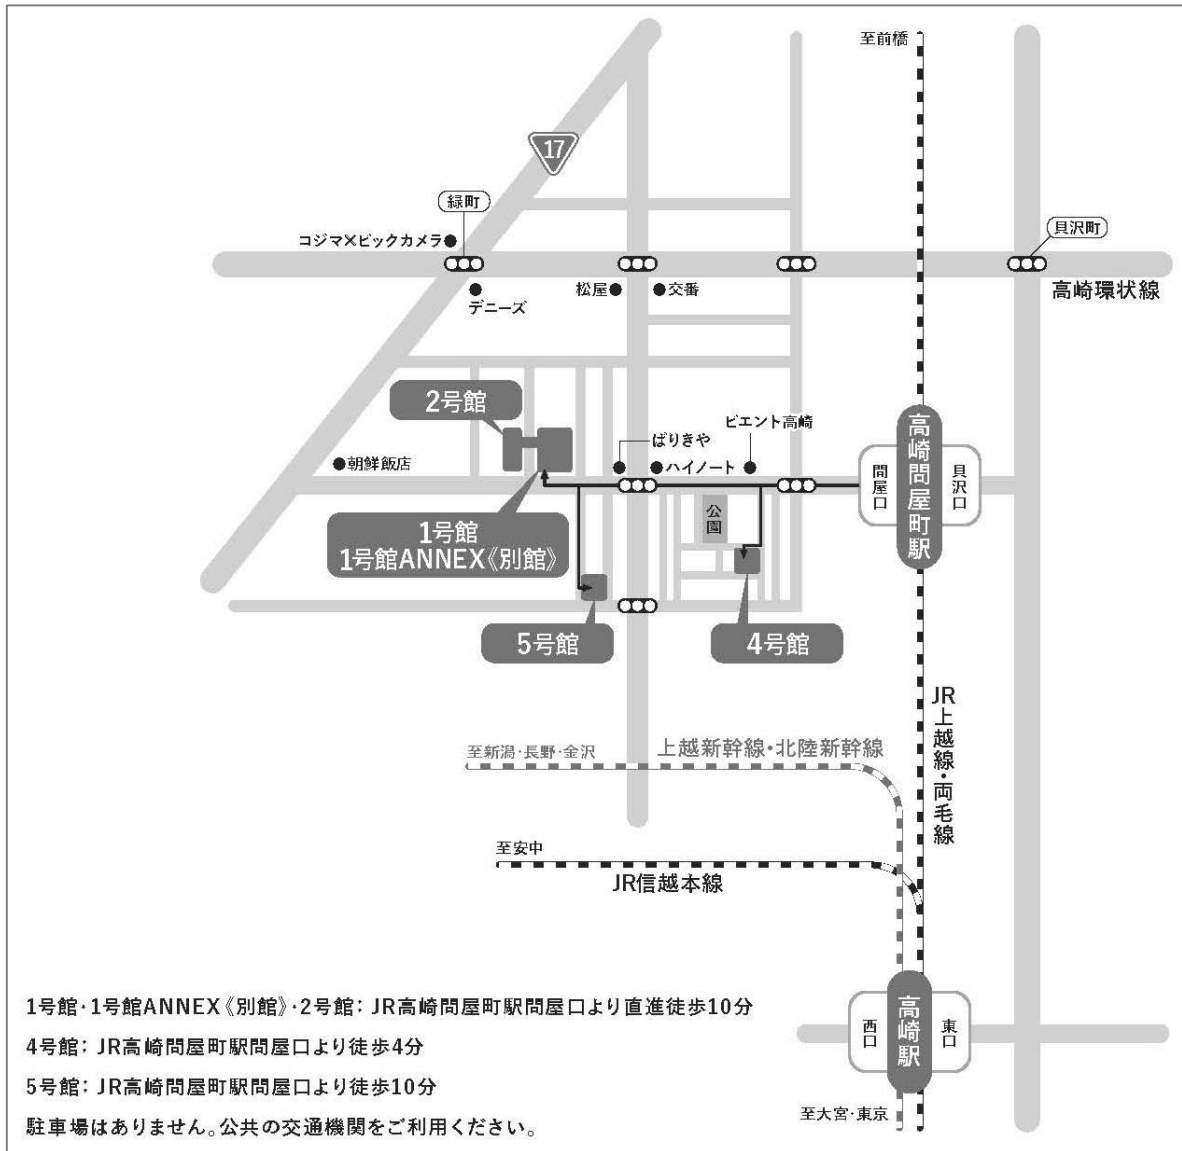 至前橋
17
緑町
貝沢町
コジマ×ビックカメラ
松屋
交番
デニーズ
高崎環状線
2号館
ビエント高崎
ばりきや
朝鮮飯店
ハイノート
高崎問屋町駅
問屋口
貝沢口
公園
1号館
1号館ANNEX《別館》
5号館
4号館
JR上越線・両毛線
至新潟・長野・金沢
上越新幹線・北陸新幹線
至安中
JR信越本線
1号館・1号館ANNEX《別館》・2号館：JR高崎問屋町駅問屋口より直進徒歩10分
高崎駅
西口
東口
4号館：JR高崎問屋町駅問屋口より徒歩4分
5号館：JR高崎問屋町駅問屋口より徒歩10分
至大宮・東京
駐車場はありません。公共の交通機関をご利用ください。